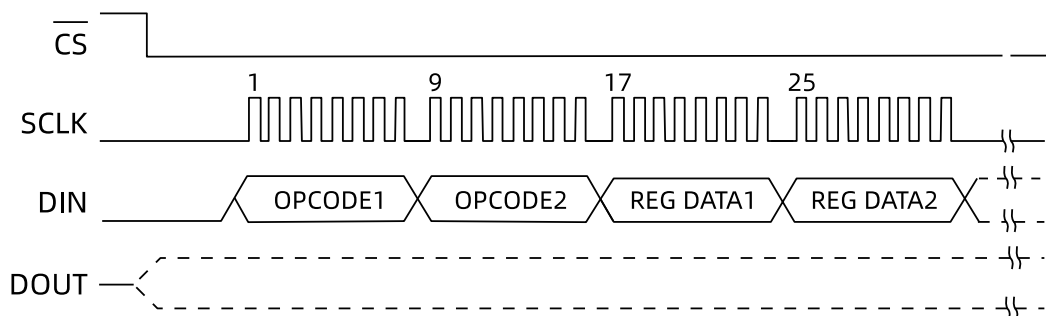 CS
1 9 17 25
SCLK
DIN OPCODE1 OPCODE2 REG DATA1 REG DATA2
DOUT